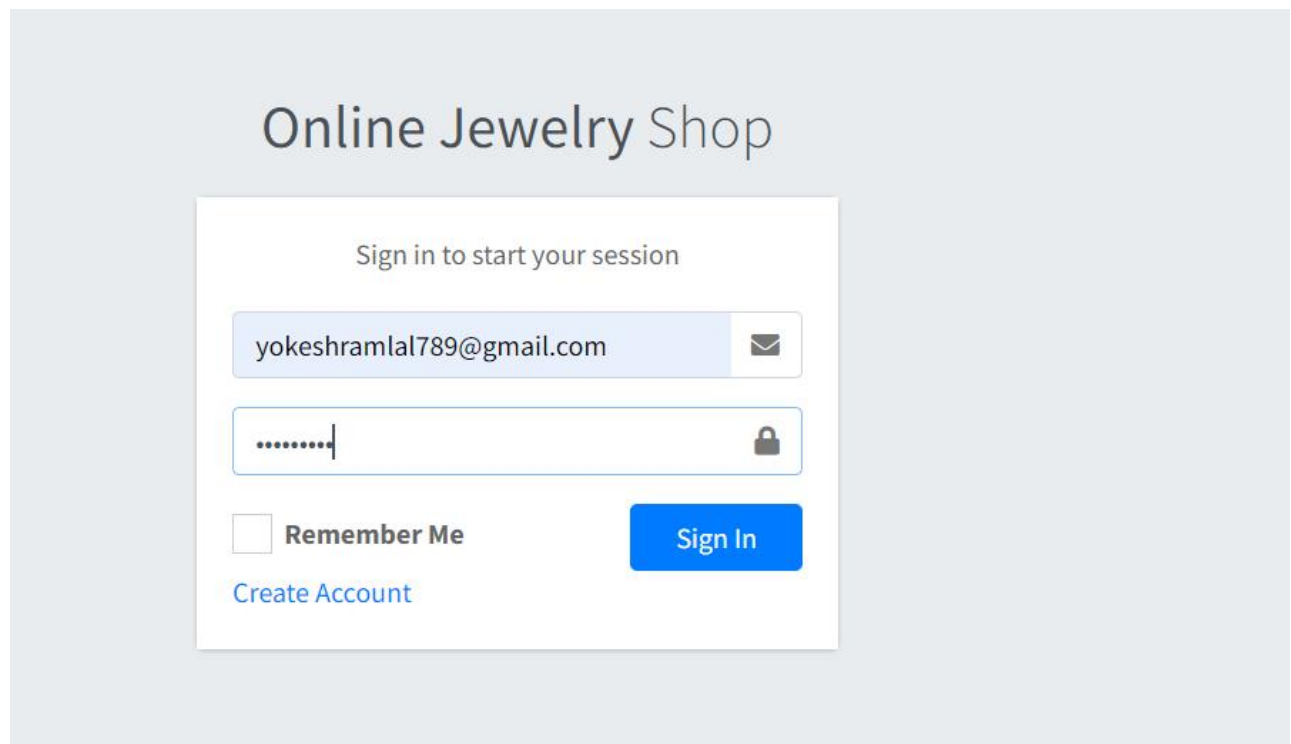 Online Jewelry Shop
Sign in to start your session
yokeshramlal789@gmail.com
•••••••••
Remember Me
Sign In
Create Account